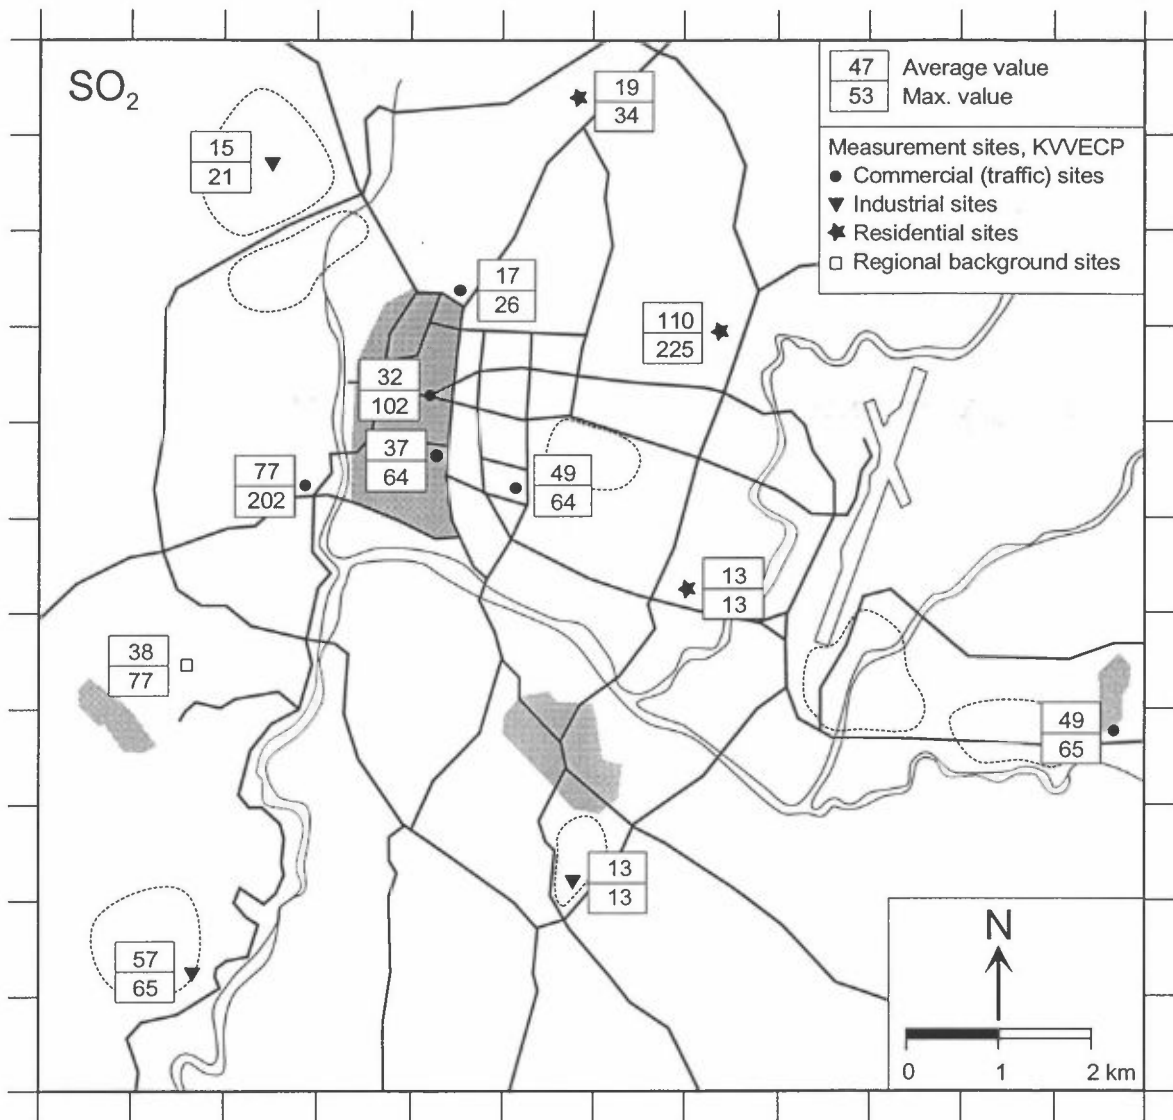 SO2
47 Average value
53 Max. value
Measurement sites, KVVECP
Commercial (traffic) sites
Industrial sites
Residential sites
Regional background sites
19
34
15
21
17
26
110
225
32
102
37
64
77
202
49
64
13
13
38
77
49
65
13
13
57
65
N
0 1 2 km